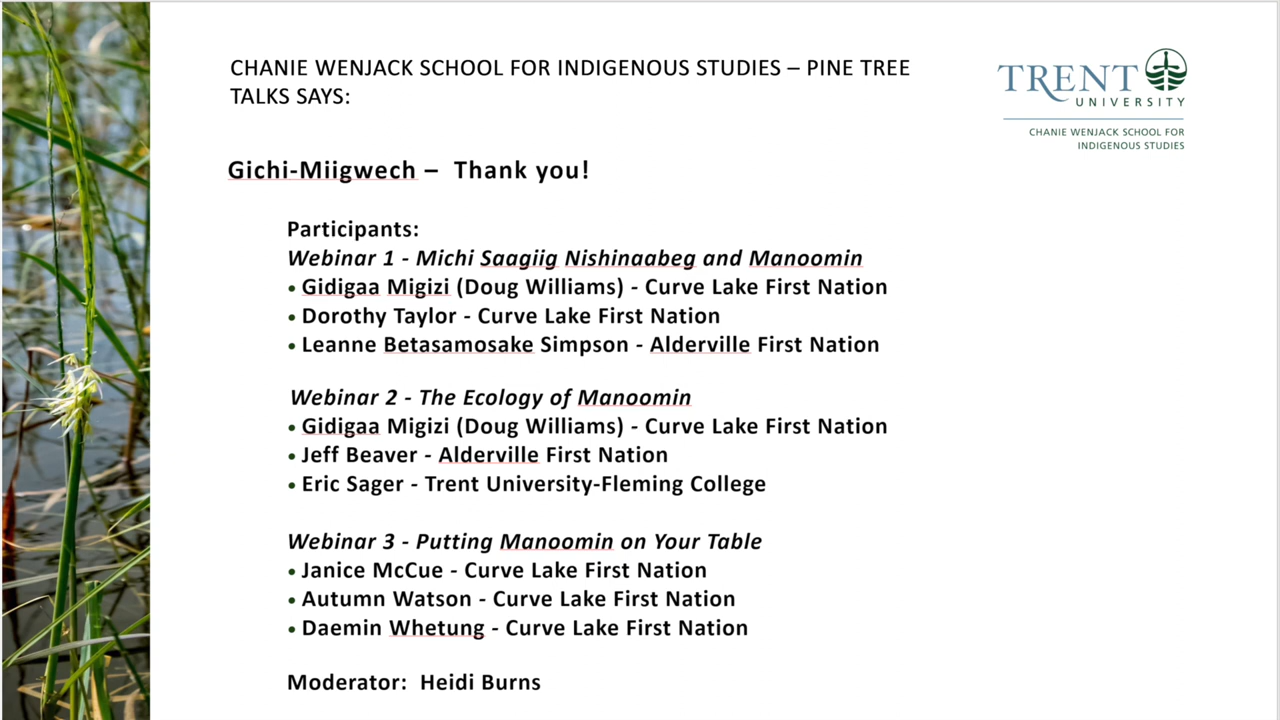 CHANIE WENJACK SCHOOL FOR INDIGENOUS STUDIES – PINE TREE
TALKS SAYS:
TRENT
UNIVERSITY
CHANIE WENJACK SCHOOL FOR
INDIGENOUS STUDIES
Gichi-Miigwech – Thank you!
Participants:
Webinar 1 - Michi Saagiig Nishinaabeg and Manoomin
• Gidigaa Migizi (Doug Williams) - Curve Lake First Nation
• Dorothy Taylor - Curve Lake First Nation
• Leanne Betasamosake Simpson - Alderville First Nation
Webinar 2 - The Ecology of Manoomin
• Gidigaa Migizi (Doug Williams) - Curve Lake First Nation
• Jeff Beaver - Alderville First Nation
• Eric Sager - Trent University-Fleming College
Webinar 3 - Putting Manoomin on Your Table
• Janice McCue - Curve Lake First Nation
• Autumn Watson - Curve Lake First Nation
• Daemin Whetung - Curve Lake First Nation
Moderator: Heidi Burns